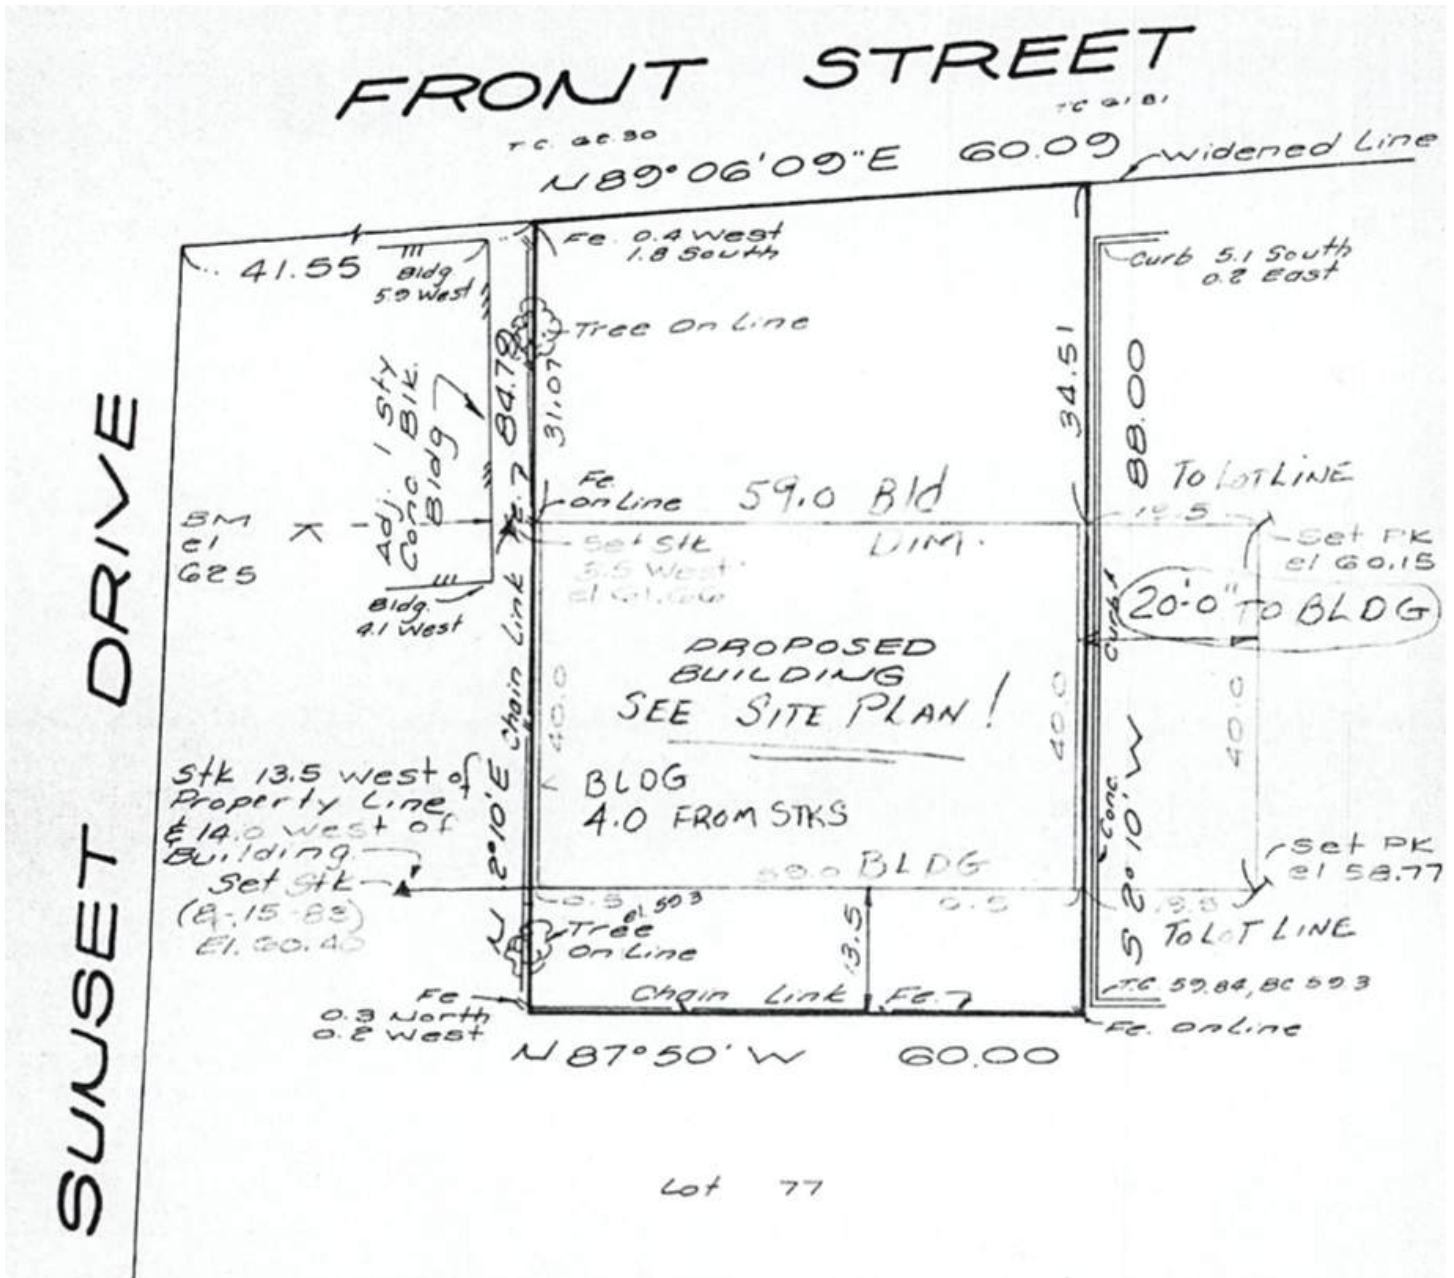 FRONT STREET
N89°06'09"E 60.09
Widened Line
41.55
Bldg
5.9 West
Fe. 0.4 West
1.8 South
Curb 5.1 South
0.2 East
Tree On Line
Adj. 1 Sty
Conc Blk.
Bldg
84.79
31.07
34.51
88.00
TO LOT LINE
SUNSET DRIVE
BM
el
625
Fe.
on Line
59.0 Bld
DIM.
Set Stk
Set PK
el 60.15
Bldg.
4.1 West
20'-0" TO BLDG
Chain Link
Curb
PROPOSED
BUILDING
SEE SITE PLAN!
40.0
40.0
40.0
Stk 13.5 West of
Property Line
& 14.0 West of
Building.
Set Stk
(8-15-83)
El. 60.40
BLDG
4.0 FROM STKS
N 2°10'E
Conc.
S 2°10'W
BLDG
Set PK
el 58.77
0.5
el 59.3
0.5
TO LOT LINE
Tree
On Line
13.5
T.C. 59.84, BC 59.3
Fe
0.3 North
0.2 West
Chain Link Fe.
Fe. on Line
N 87°50' W 60.00
Lot 77